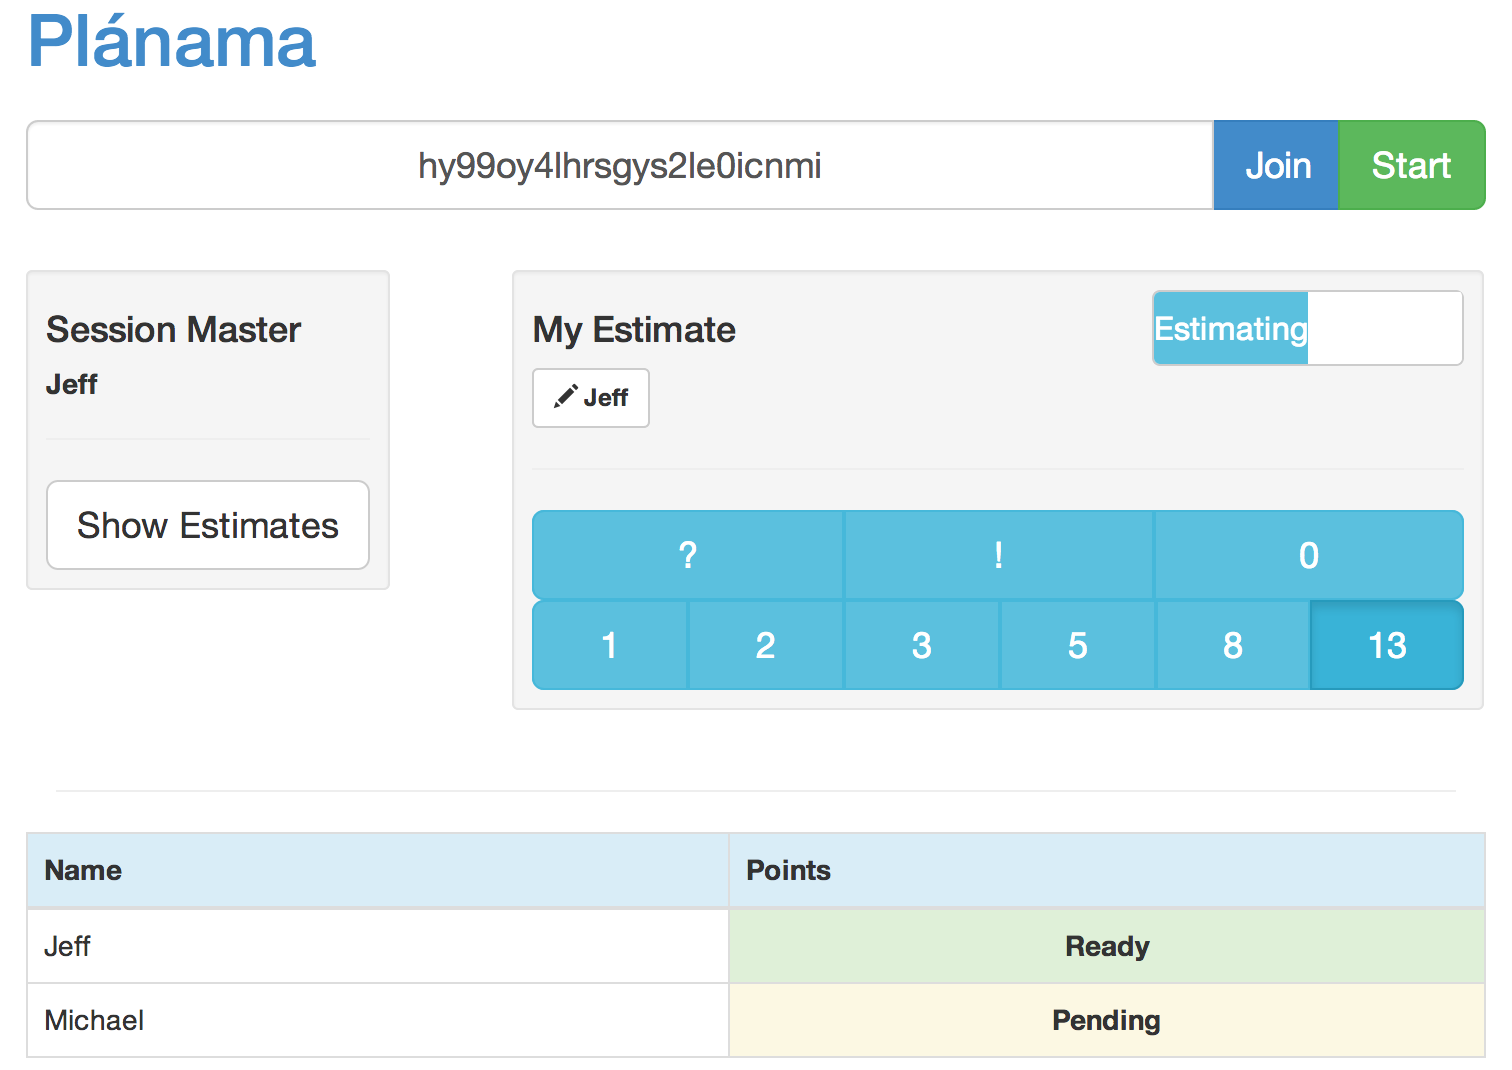 Plánama
hy99oy4lhrsgys2le0icnmi
Join
Start
Session Master
Jeff
Show Estimates
My Estimate
Estimating
Jeff
? ! 0
1 2 3 5 8 13
Name Points
Jeff Ready
Michael Pending